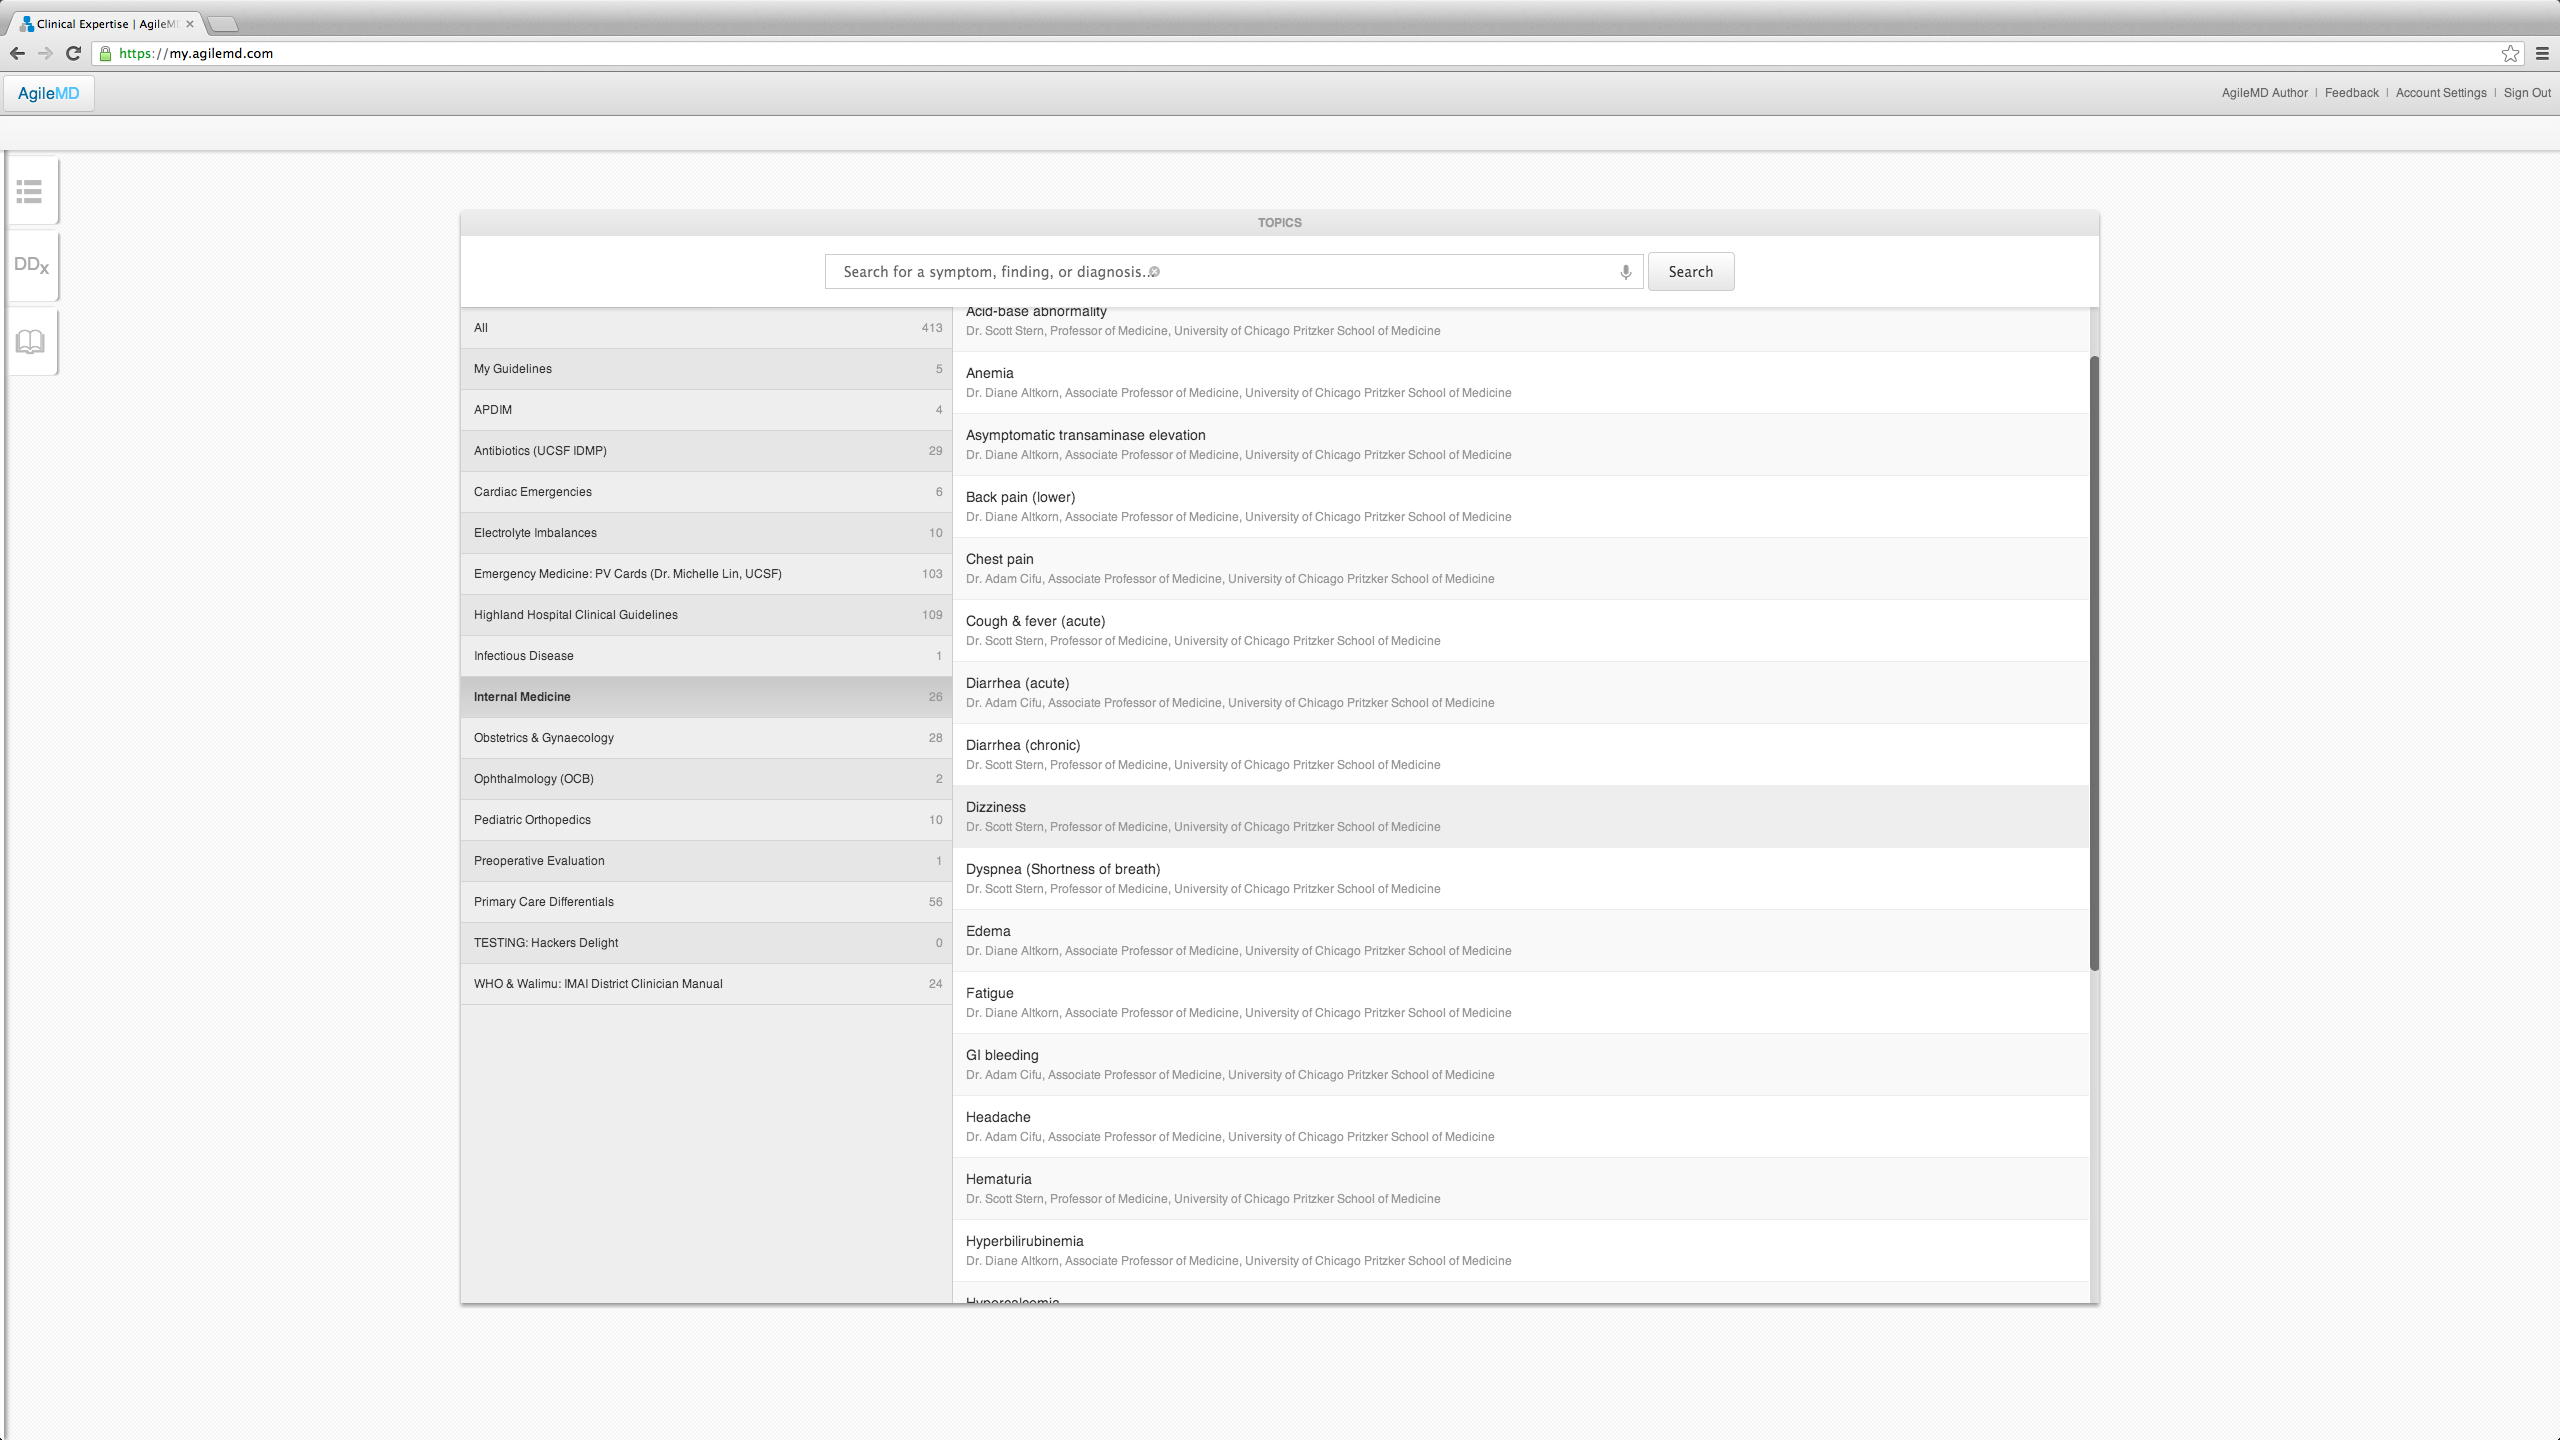 Clinical Expertise | AgileM
https://my.agilemd.com
AgileMD
AgileMD Author | Feedback | Account Settings | Sign Out
DDx
TOPICS
Search for a symptom, finding, or diagnosis...
Search
All 413
My Guidelines 5
APDIM 4
Antibiotics (UCSF IDMP) 29
Cardiac Emergencies 6
Electrolyte Imbalances 10
Emergency Medicine: PV Cards (Dr. Michelle Lin, UCSF) 103
Highland Hospital Clinical Guidelines 109
Infectious Disease 1
Internal Medicine 26
Obstetrics & Gynaecology 28
Ophthalmology (OCB) 2
Pediatric Orthopedics 10
Preoperative Evaluation 1
Primary Care Differentials 56
TESTING: Hackers Delight 0
WHO & Walimu: IMAI District Clinician Manual 24
Acid-base abnormality
Dr. Scott Stern, Professor of Medicine, University of Chicago Pritzker School of Medicine
Anemia
Dr. Diane Altkorn, Associate Professor of Medicine, University of Chicago Pritzker School of Medicine
Asymptomatic transaminase elevation
Dr. Diane Altkorn, Associate Professor of Medicine, University of Chicago Pritzker School of Medicine
Back pain (lower)
Dr. Diane Altkorn, Associate Professor of Medicine, University of Chicago Pritzker School of Medicine
Chest pain
Dr. Adam Cifu, Associate Professor of Medicine, University of Chicago Pritzker School of Medicine
Cough & fever (acute)
Dr. Scott Stern, Professor of Medicine, University of Chicago Pritzker School of Medicine
Diarrhea (acute)
Dr. Adam Cifu, Associate Professor of Medicine, University of Chicago Pritzker School of Medicine
Diarrhea (chronic)
Dr. Scott Stern, Professor of Medicine, University of Chicago Pritzker School of Medicine
Dizziness
Dr. Scott Stern, Professor of Medicine, University of Chicago Pritzker School of Medicine
Dyspnea (Shortness of breath)
Dr. Scott Stern, Professor of Medicine, University of Chicago Pritzker School of Medicine
Edema
Dr. Diane Altkorn, Associate Professor of Medicine, University of Chicago Pritzker School of Medicine
Fatigue
Dr. Diane Altkorn, Associate Professor of Medicine, University of Chicago Pritzker School of Medicine
GI bleeding
Dr. Adam Cifu, Associate Professor of Medicine, University of Chicago Pritzker School of Medicine
Headache
Dr. Adam Cifu, Associate Professor of Medicine, University of Chicago Pritzker School of Medicine
Hematuria
Dr. Scott Stern, Professor of Medicine, University of Chicago Pritzker School of Medicine
Hyperbilirubinemia
Dr. Diane Altkorn, Associate Professor of Medicine, University of Chicago Pritzker School of Medicine
Hypercalcemia